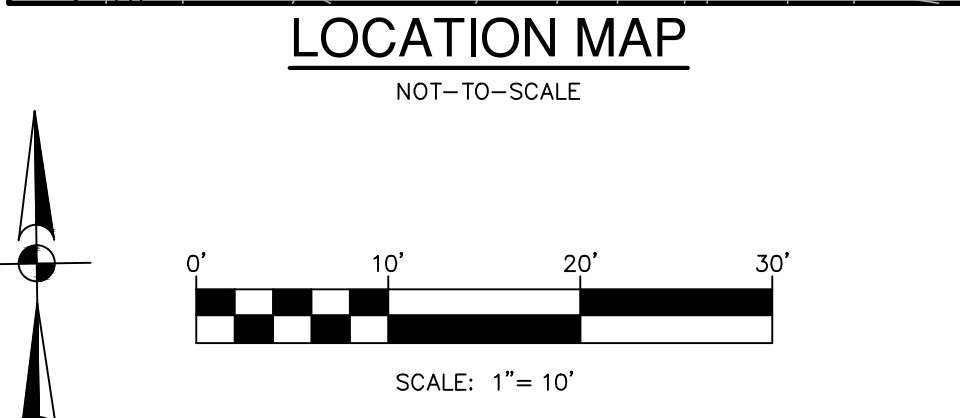 LOCATION MAP
NOT-TO-SCALE
0' 10' 20' 30'
SCALE: 1"= 10'